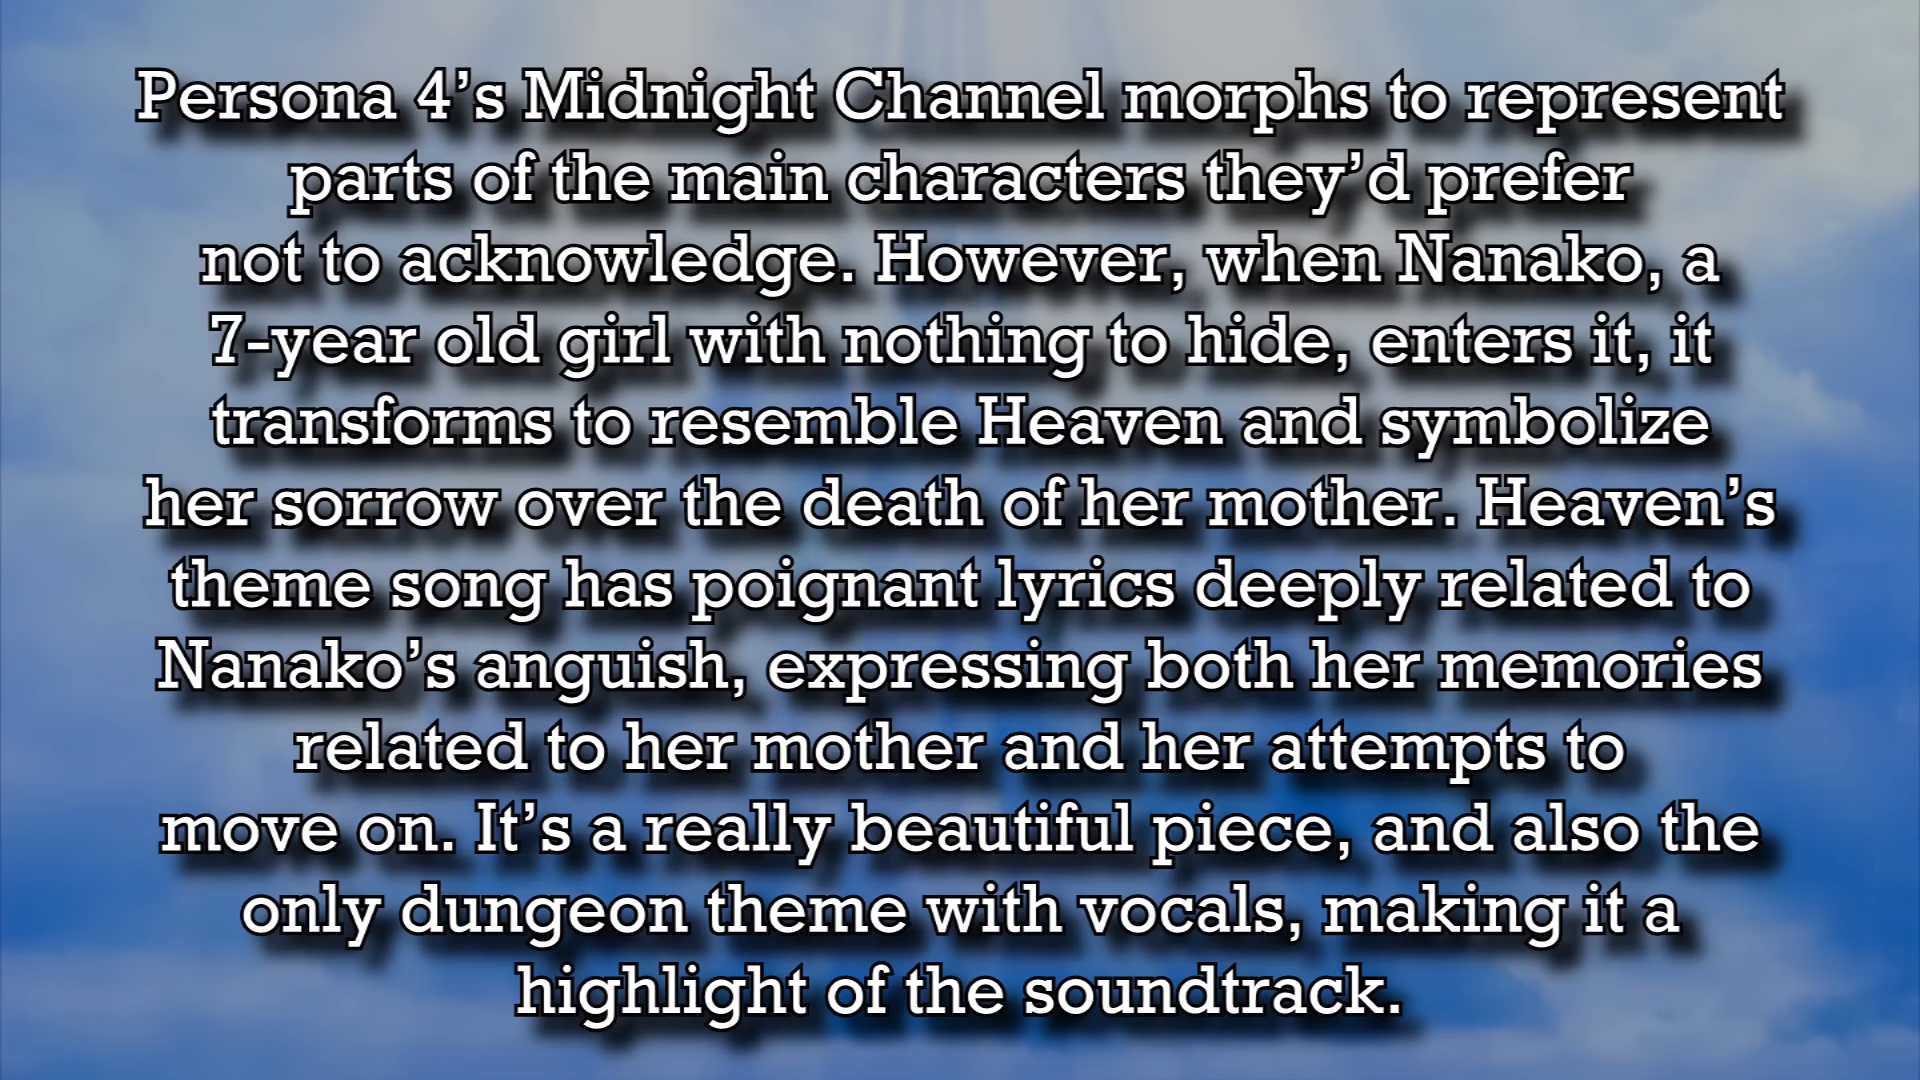 Persona 4’s Midnight Channel morphs to represent
parts of the main characters they’d prefer
not to acknowledge. However, when Nanako, a
7-year old girl with nothing to hide, enters it, it
transforms to resemble Heaven and symbolize
her sorrow over the death of her mother. Heaven’s
theme song has poignant lyrics deeply related to
Nanako’s anguish, expressing both her memories
related to her mother and her attempts to
move on. It’s a really beautiful piece, and also the
only dungeon theme with vocals, making it a
highlight of the soundtrack.